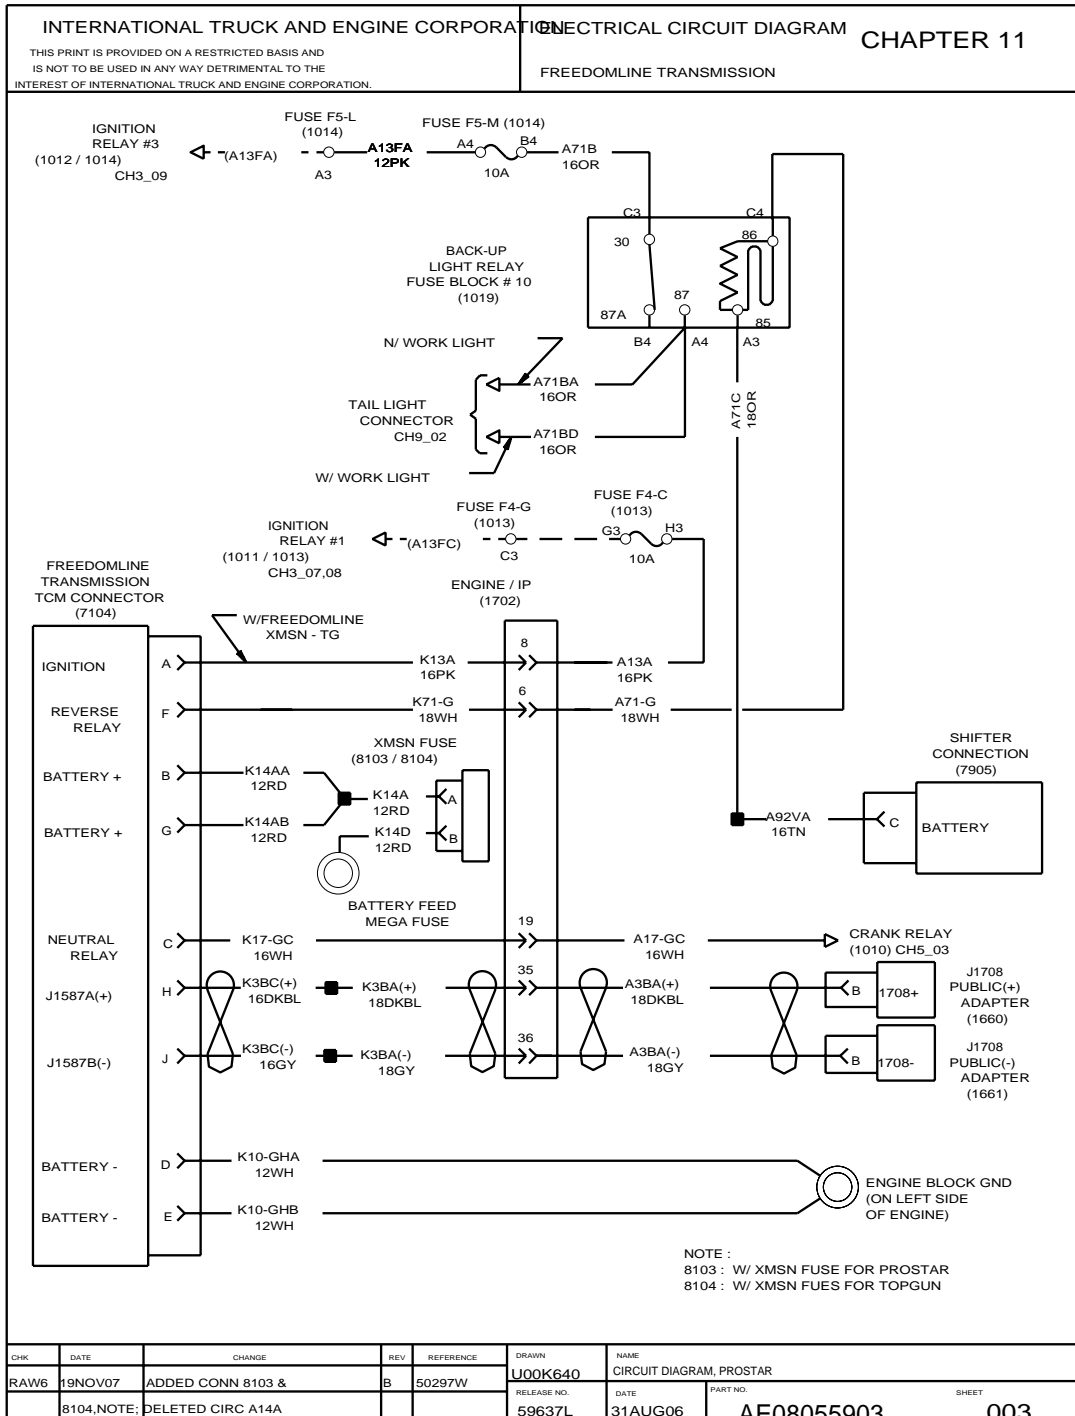 INTERNATIONAL TRUCK AND ENGINE CORPORATION
THIS PRINT IS PROVIDED ON A RESTRICTED BASIS AND
IS NOT TO BE USED IN ANY WAY DETRIMENTAL TO THE
INTEREST OF INTERNATIONAL TRUCK AND ENGINE CORPORATION.
ELECTRICAL CIRCUIT DIAGRAM
CHAPTER 11
FREEDOMLINE TRANSMISSION
IGNITION
RELAY #3
(1012 / 1014)
CH3_09
(A13FA)
FUSE F5-L
(1014)
A3
A13FA
12PK
FUSE F5-M (1014)
A4
B4
10A
A71B
16OR
C3
C4
30
86
BACK-UP
LIGHT RELAY
FUSE BLOCK # 10
(1019)
87
87A
85
B4
A4
A3
N/ WORK LIGHT
A71BA
16OR
TAIL LIGHT
CONNECTOR
CH9_02
A71BD
16OR
W/ WORK LIGHT
A71C
18OR
IGNITION
RELAY #1
(1011 / 1013)
CH3_07,08
(A13FC)
FUSE F4-G
(1013)
C3
FUSE F4-C
(1013)
G3
H3
10A
FREEDOMLINE
TRANSMISSION
TCM CONNECTOR
(7104)
ENGINE / IP
(1702)
W/FREEDOMLINE
XMSN - TG
IGNITION
A
K13A
16PK
8
A13A
16PK
REVERSE
RELAY
F
K71-G
18WH
6
A71-G
18WH
BATTERY +
B
K14AA
12RD
XMSN FUSE
(8103 / 8104)
K14A
12RD
A
BATTERY +
G
K14AB
12RD
K14D
12RD
B
BATTERY FEED
MEGA FUSE
SHIFTER
CONNECTION
(7905)
A92VA
16TN
C
BATTERY
NEUTRAL
RELAY
C
K17-GC
16WH
19
A17-GC
16WH
CRANK RELAY
(1010) CH5_03
J1587A(+)
H
K3BC(+)
16DKBL
K3BA(+)
18DKBL
35
A3BA(+)
18DKBL
B
1708+
J1708
PUBLIC(+)
ADAPTER
(1660)
J1587B(-)
J
K3BC(-)
16GY
K3BA(-)
18GY
36
A3BA(-)
18GY
B
1708-
J1708
PUBLIC(-)
ADAPTER
(1661)
BATTERY -
D
K10-GHA
12WH
BATTERY -
E
K10-GHB
12WH
ENGINE BLOCK GND
(ON LEFT SIDE
OF ENGINE)
NOTE :
8103 : W/ XMSN FUSE FOR PROSTAR
8104 : W/ XMSN FUES FOR TOPGUN
CHK DATE CHANGE REV REFERENCE
RAW6 19NOV07 ADDED CONN 8103 & B 50297W
8104,NOTE; DELETED CIRC A14A
DRAWN
U00K640
NAME
CIRCUIT DIAGRAM, PROSTAR
RELEASE NO.
59637L
DATE
31AUG06
PART NO.
AE08055903
SHEET
003